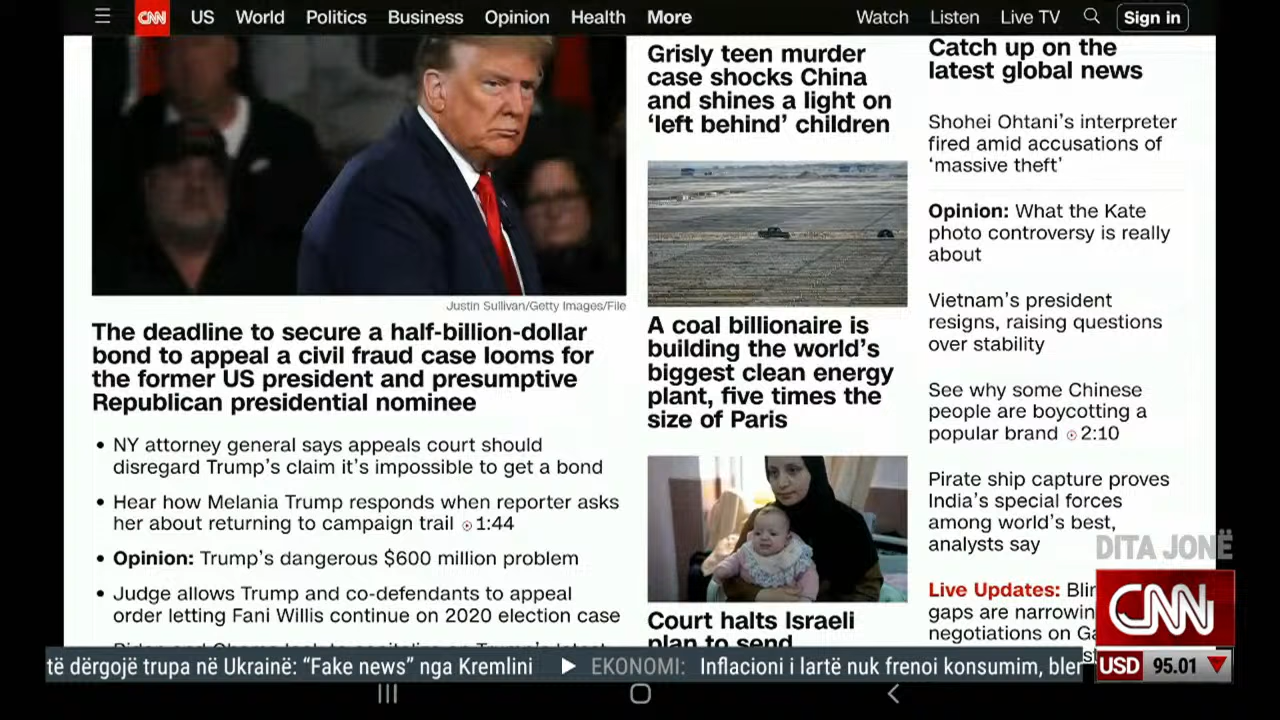 CNN US World Politics Business Opinion Health More Watch Listen Live TV Sign in
Justin Sullivan/Getty Images/File
The deadline to secure a half-billion-dollar
bond to appeal a civil fraud case looms for
the former US president and presumptive
Republican presidential nominee
• NY attorney general says appeals court should
disregard Trump's claim it's impossible to get a bond
• Hear how Melania Trump responds when reporter asks
her about returning to campaign trail 1:44
• Opinion: Trump's dangerous $600 million problem
• Judge allows Trump and co-defendants to appeal
order letting Fani Willis continue on 2020 election case
Grisly teen murder
case shocks China
and shines a light on
‘left behind’ children
A coal billionaire is
building the world's
biggest clean energy
plant, five times the
size of Paris
Court halts Israeli
plan to send
Catch up on the
latest global news
Shohei Ohtani's interpreter
fired amid accusations of
‘massive theft’
Opinion: What the Kate
photo controversy is really
about
Vietnam's president
resigns, raising questions
over stability
See why some Chinese
people are boycotting a
popular brand 2:10
Pirate ship capture proves
India's special forces
among world's best,
analysts say
Live Updates:
gaps are
negotiations on
DITA JONË
CNN
të dërgojë trupa në Ukrainë: “Fake news” nga Kremlini ▶ EKONOMI: Inflacioni i lartë nuk frenoi konsumim,
USD 95.01 ▼